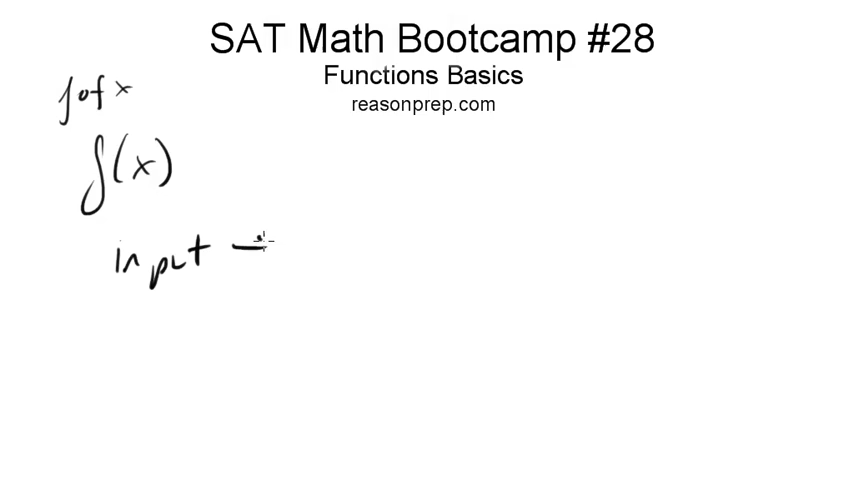 SAT Math Bootcamp #28
Functions Basics
reasonprep.com
f of x
f(x)
input